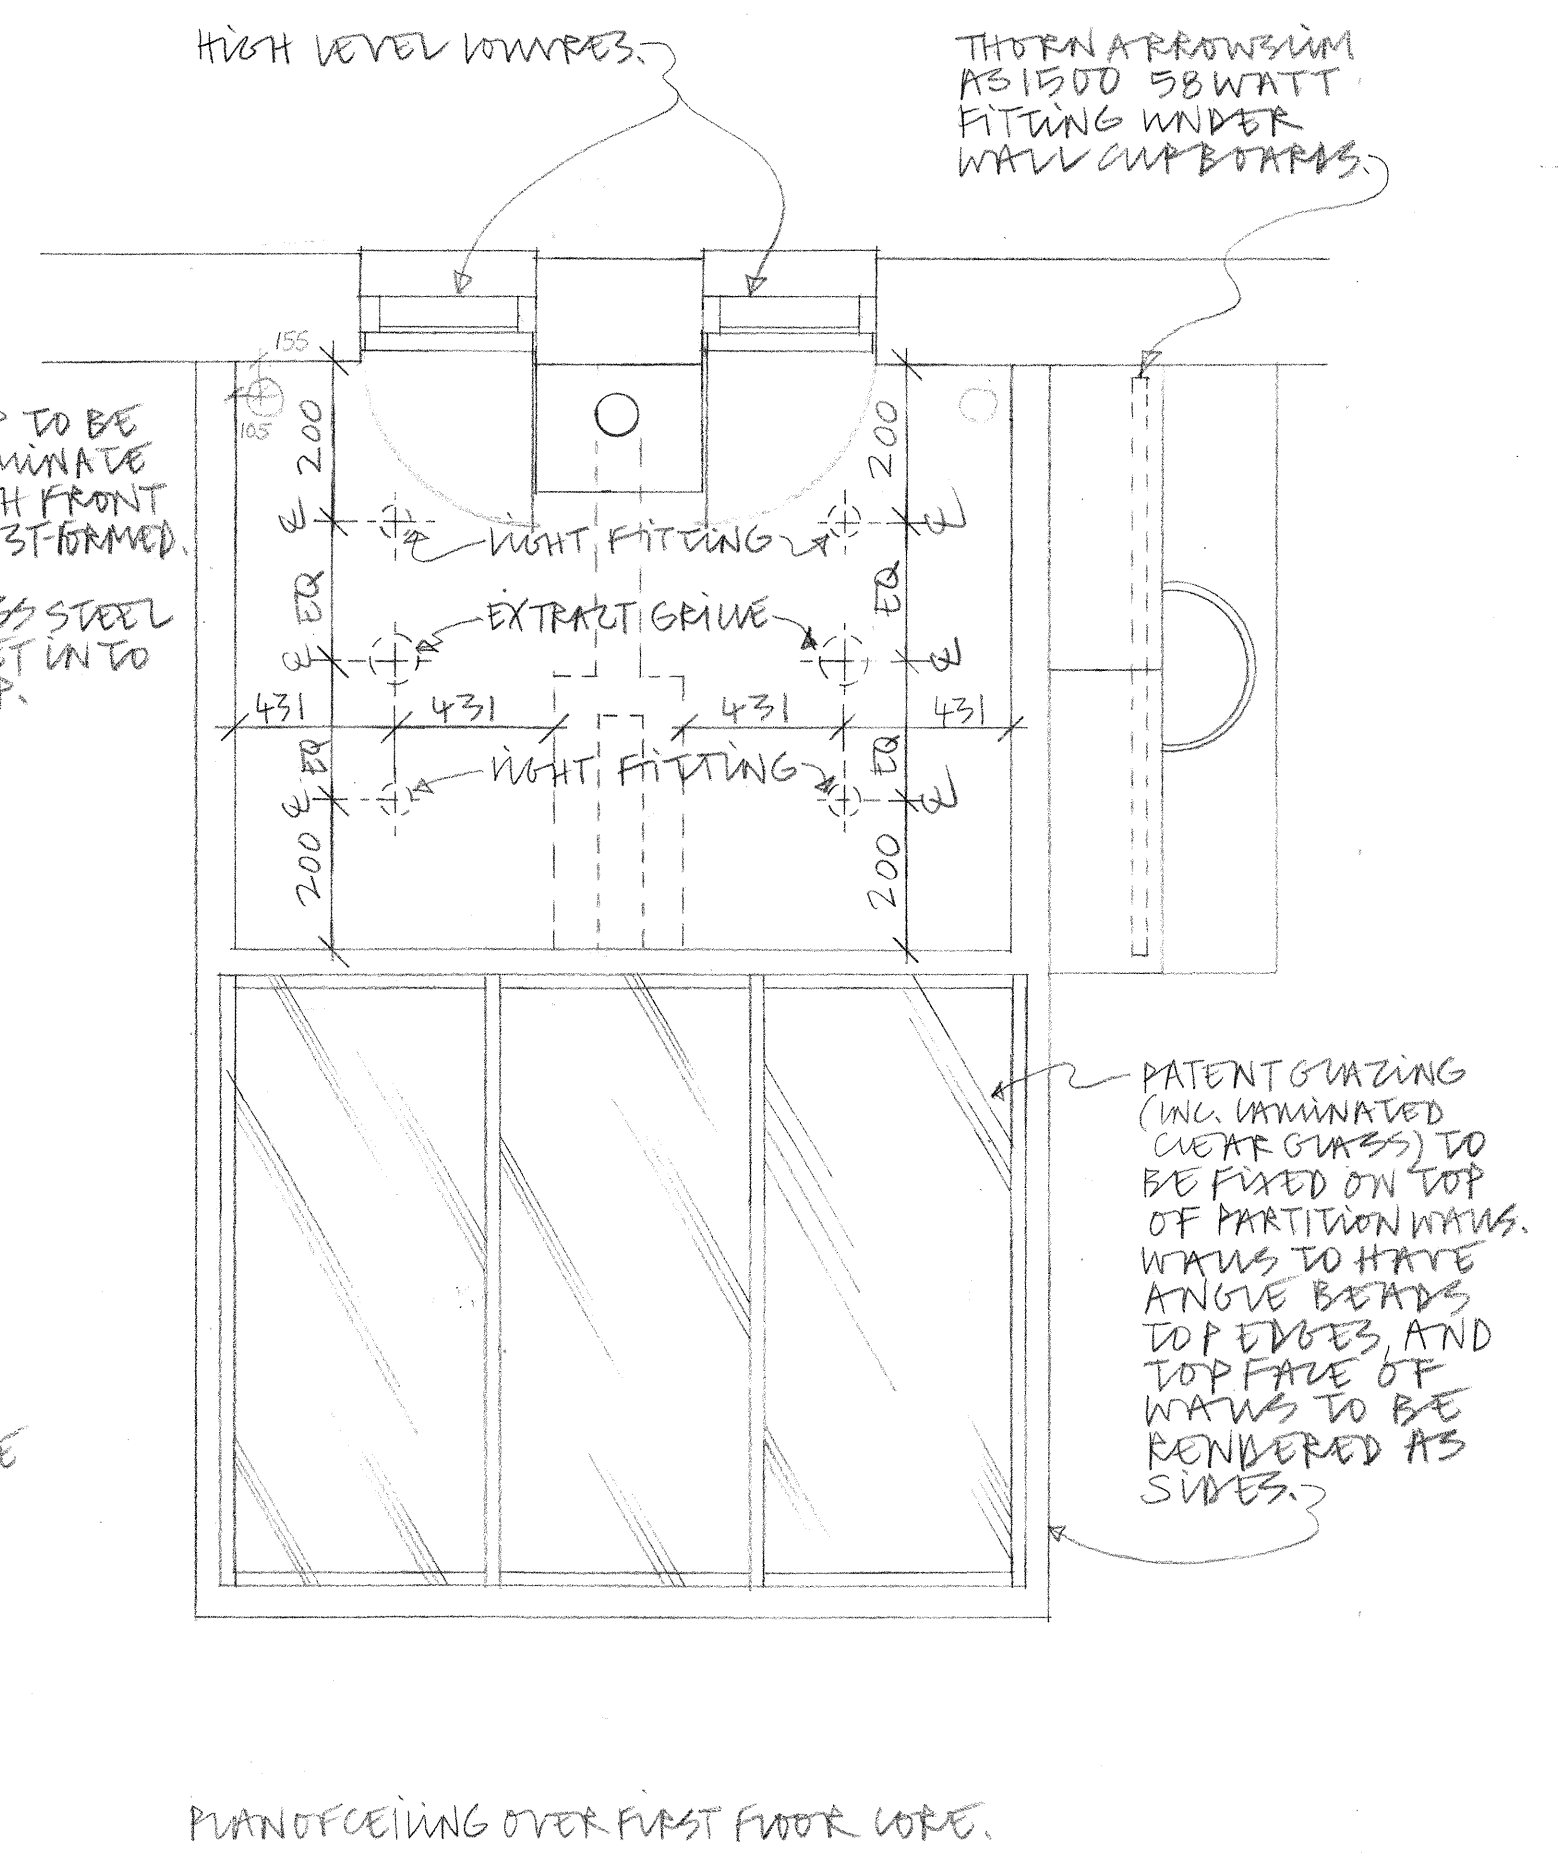 HIGH LEVEL LOUVRES.
THORN ARROWSLIM
AS1500 58 WATT
FITTING UNDER
WALL CUPBOARDS.
155
105
P TO BE
MINATE
H FRONT
ST-FORMED.
SS STEEL
ET INTO
P.
200
200
LIGHT FITTING
EQ
EQ
EXTRACT GRILLE
431
431
431
431
EQ
EQ
LIGHT FITTING
200
200
PATENT GLAZING
(INC. LAMINATED
CLEAR GLASS) TO
BE FIXED ON TOP
OF PARTITION WALLS.
WALLS TO HAVE
ANGLE BEADS
TOP EDGES, AND
TOP FACE OF
WALLS TO BE
RENDERED AS
SIDES.
E
PLAN OF CEILING OVER FIRST FLOOR CORE.